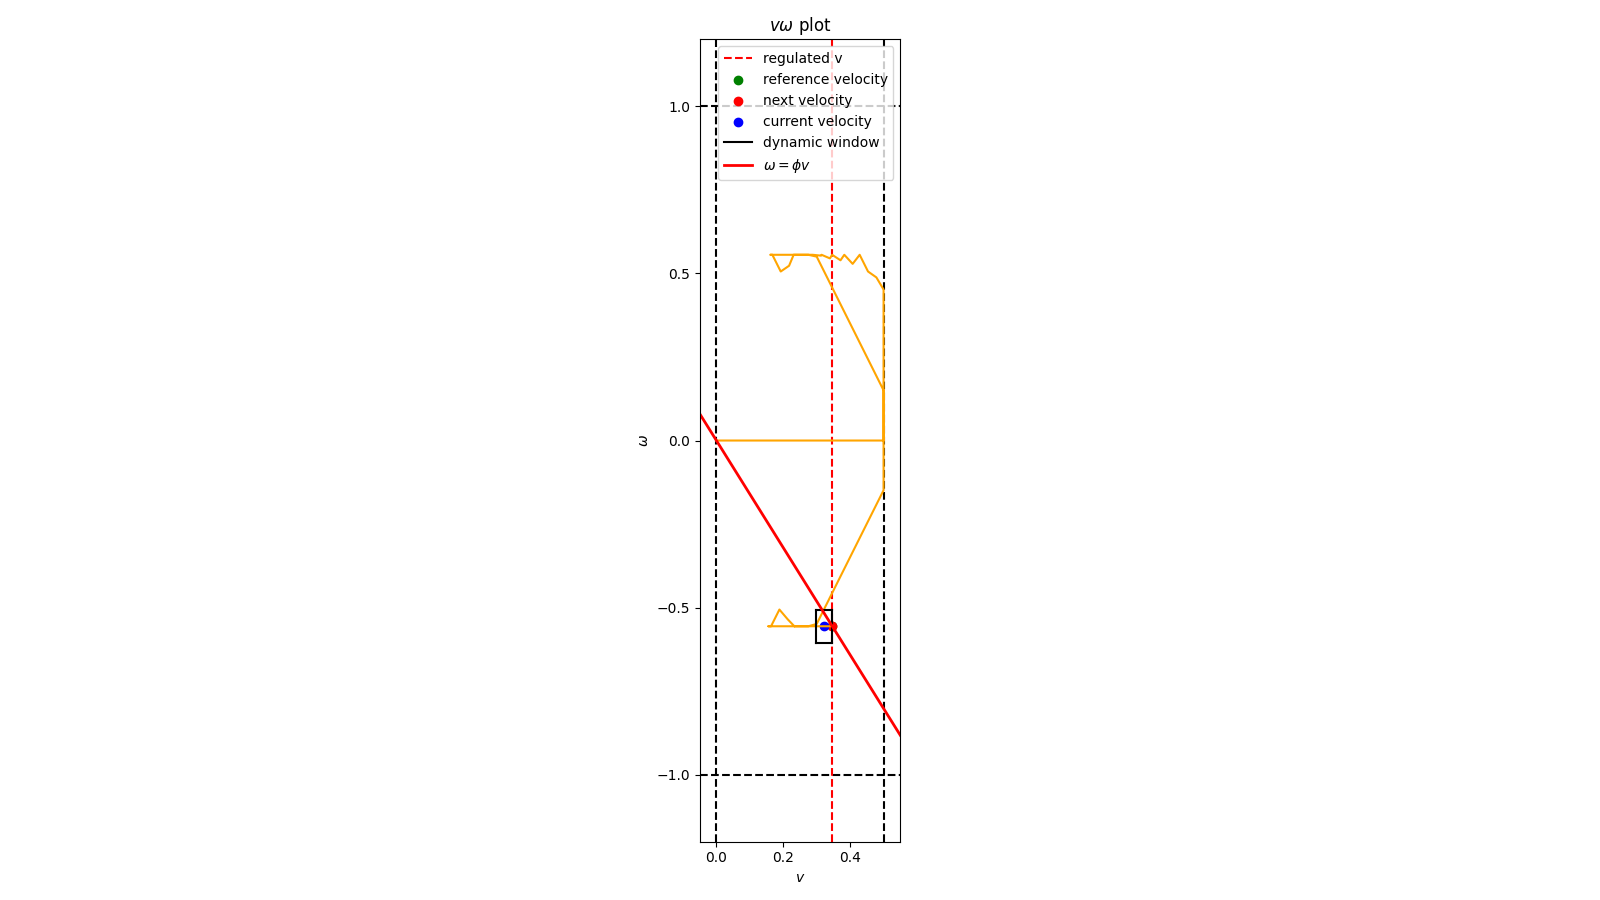 vω plot
regulated v
reference velocity
next velocity
current velocity
dynamic window
ω = ϕv
1.0
0.5
0.0
−0.5
−1.0
ω
0.0 0.2 0.4
v